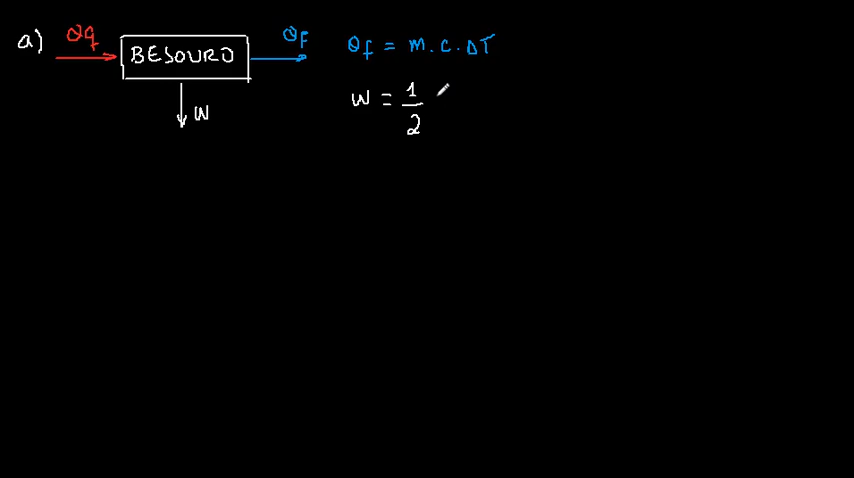 a) Qq BESOURO Qf Qf = m.c.ΔT
W W = 1/2